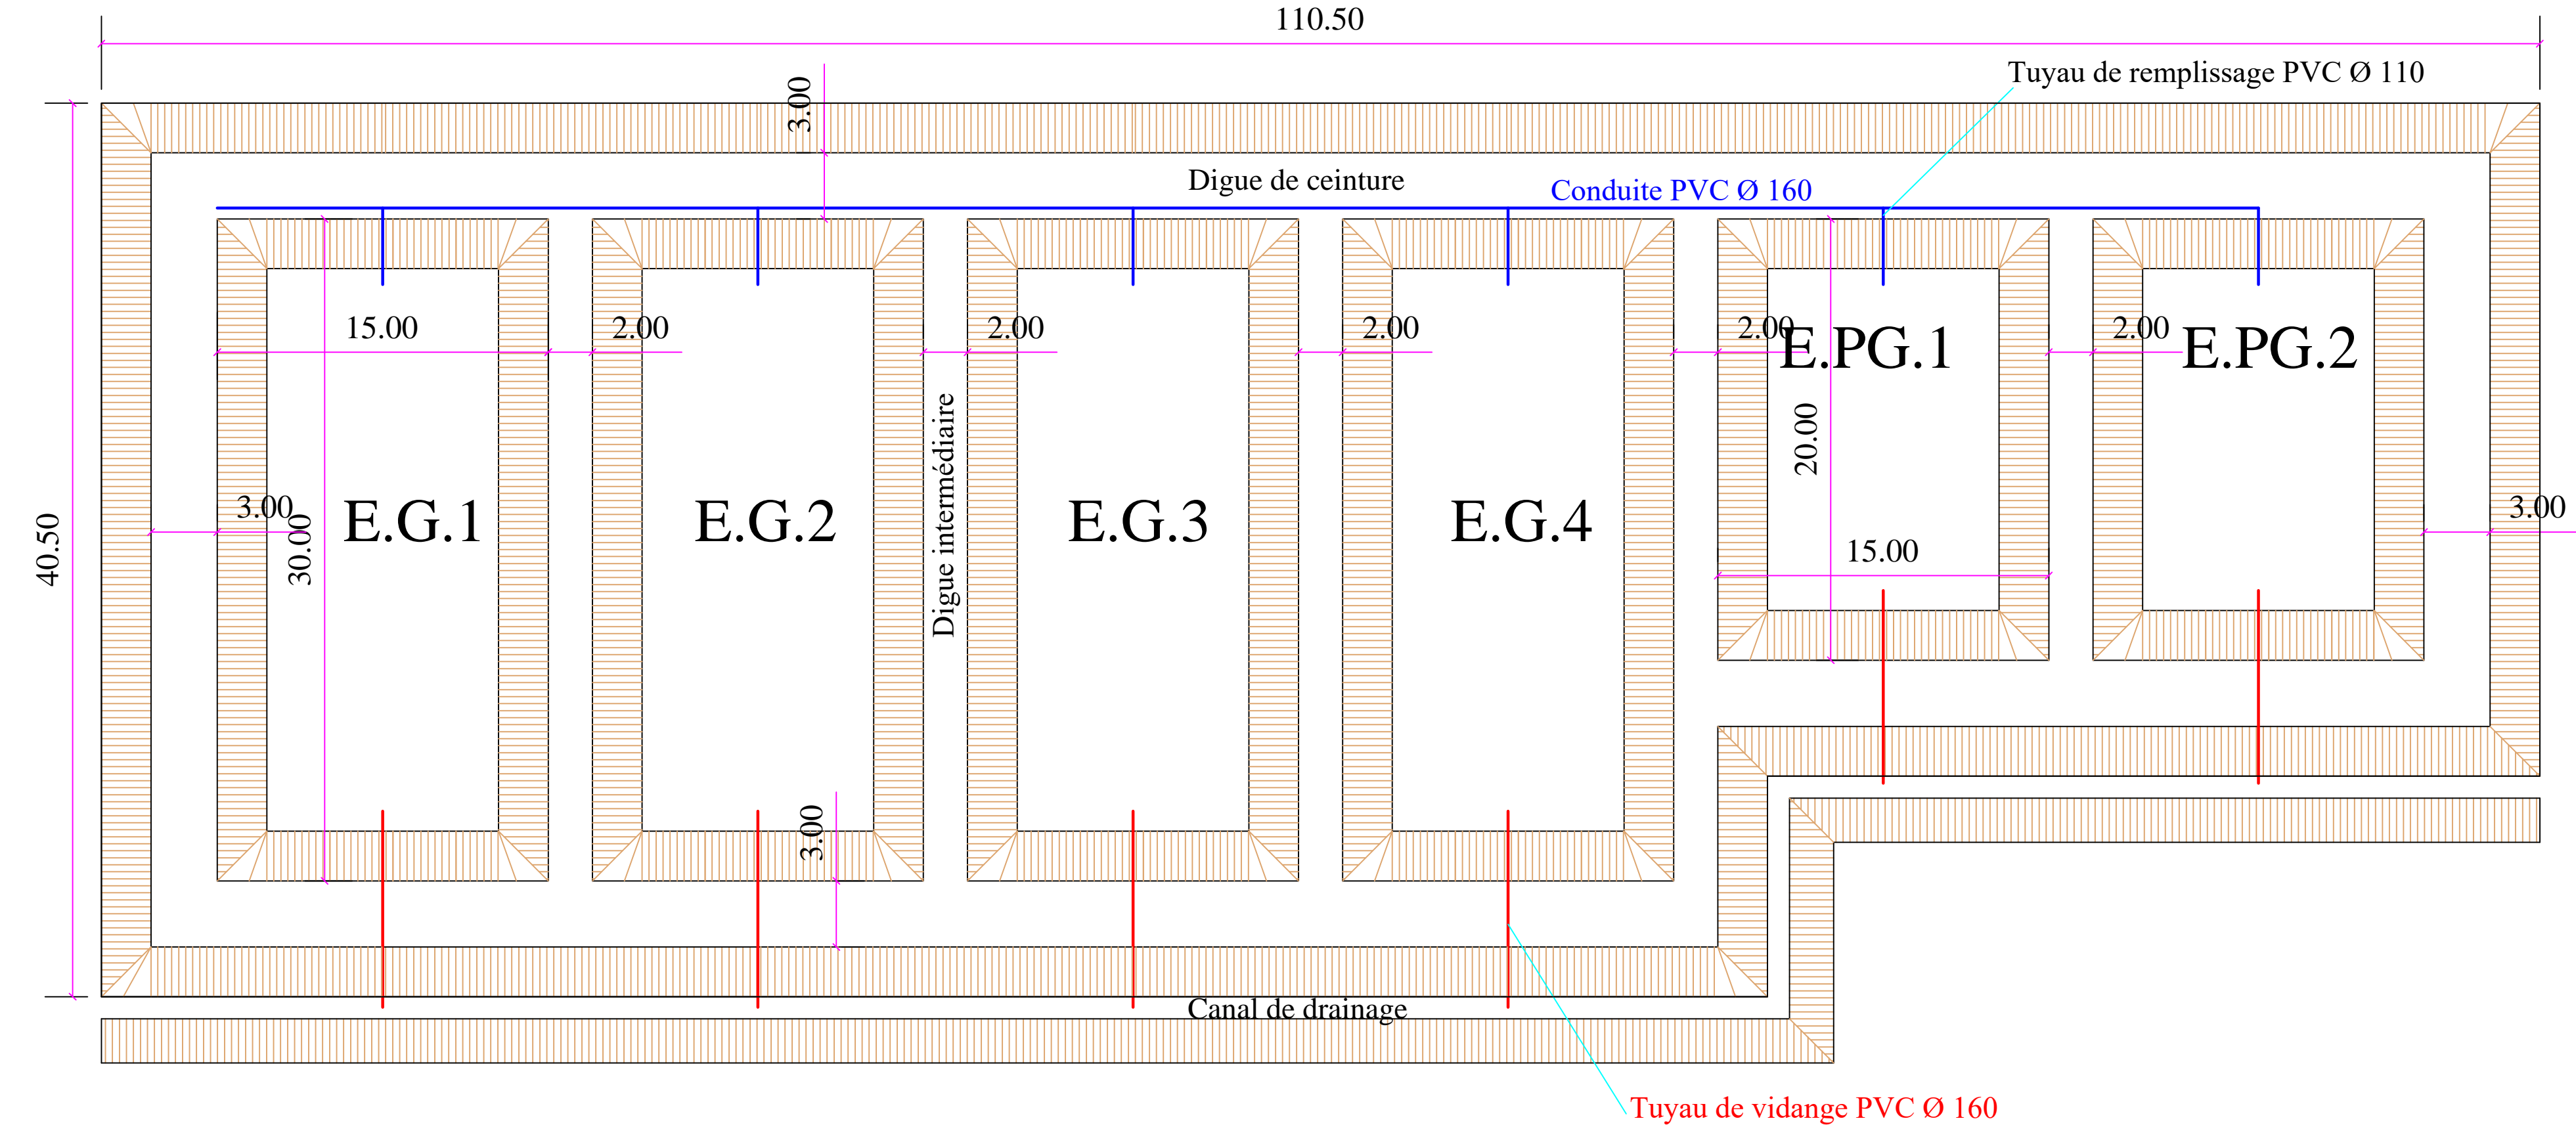 110.50
Tuyau de remplissage PVC Ø 110
3.00
Digue de ceinture
Conduite PVC Ø 160
15.00
2.00
2.00
2.00
2.00
2.00
E.PG.1
E.PG.2
Digue intermédiaire
20.00
40.50
3.00
30.00
E.G.1
E.G.2
E.G.3
E.G.4
15.00
3.00
3.00
Canal de drainage
Tuyau de vidange PVC Ø 160